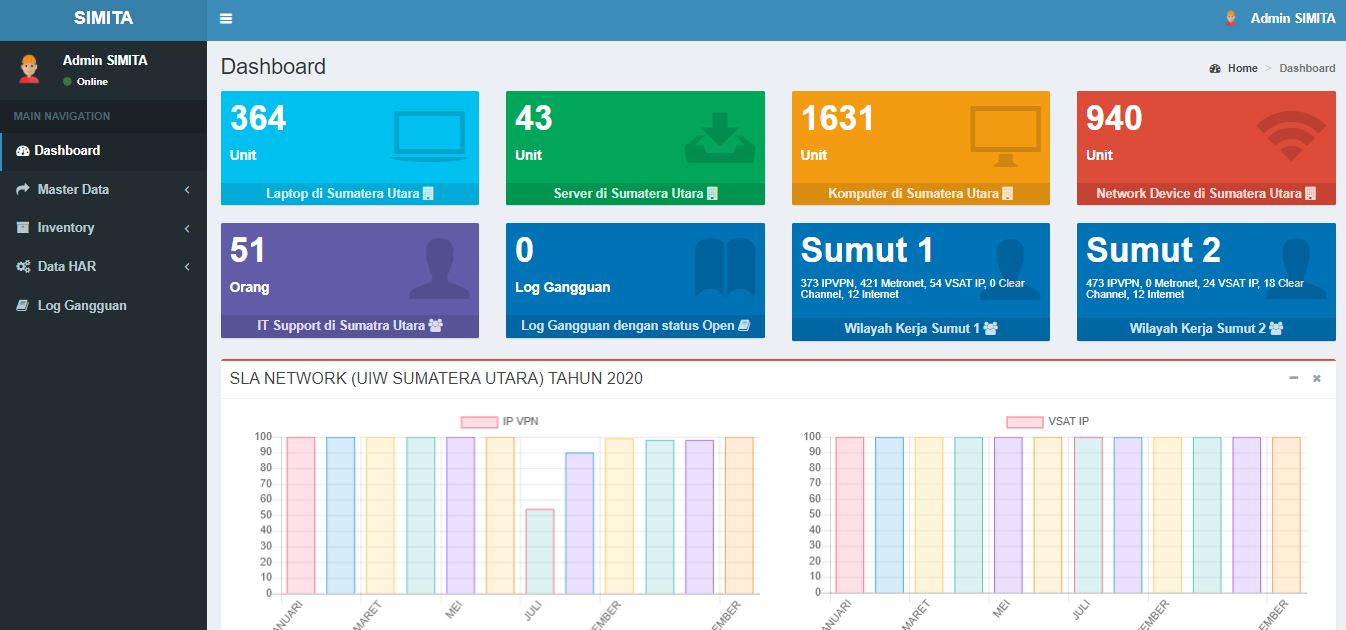 SIMITA
Admin SIMITA
Admin SIMITA
Online
MAIN NAVIGATION
Dashboard
Master Data
Inventory
Data HAR
Log Gangguan
Dashboard
Home > Dashboard
364
Unit
Laptop di Sumatera Utara
43
Unit
Server di Sumatera Utara
1631
Unit
Komputer di Sumatera Utara
940
Unit
Network Device di Sumatera Utara
51
Orang
IT Support di Sumatra Utara
0
Log Gangguan
Log Gangguan dengan status Open
Sumut 1
373 IPVPN, 421 Metronet, 54 VSAT IP, 0 Clear
Channel, 12 Internet
Wilayah Kerja Sumut 1
Sumut 2
473 IPVPN, 0 Metronet, 24 VSAT IP, 18 Clear
Channel, 12 Internet
Wilayah Kerja Sumut 2
SLA NETWORK (UIW SUMATERA UTARA) TAHUN 2020
IP VPN
100
90
80
70
60
50
40
30
20
10
0
ANUARI
MARET
MEI
JULI
EMBER
EMBER
VSAT IP
100
90
80
70
60
50
40
30
20
10
0
ANUARI
MARET
MEI
JULI
EMBER
EMBER